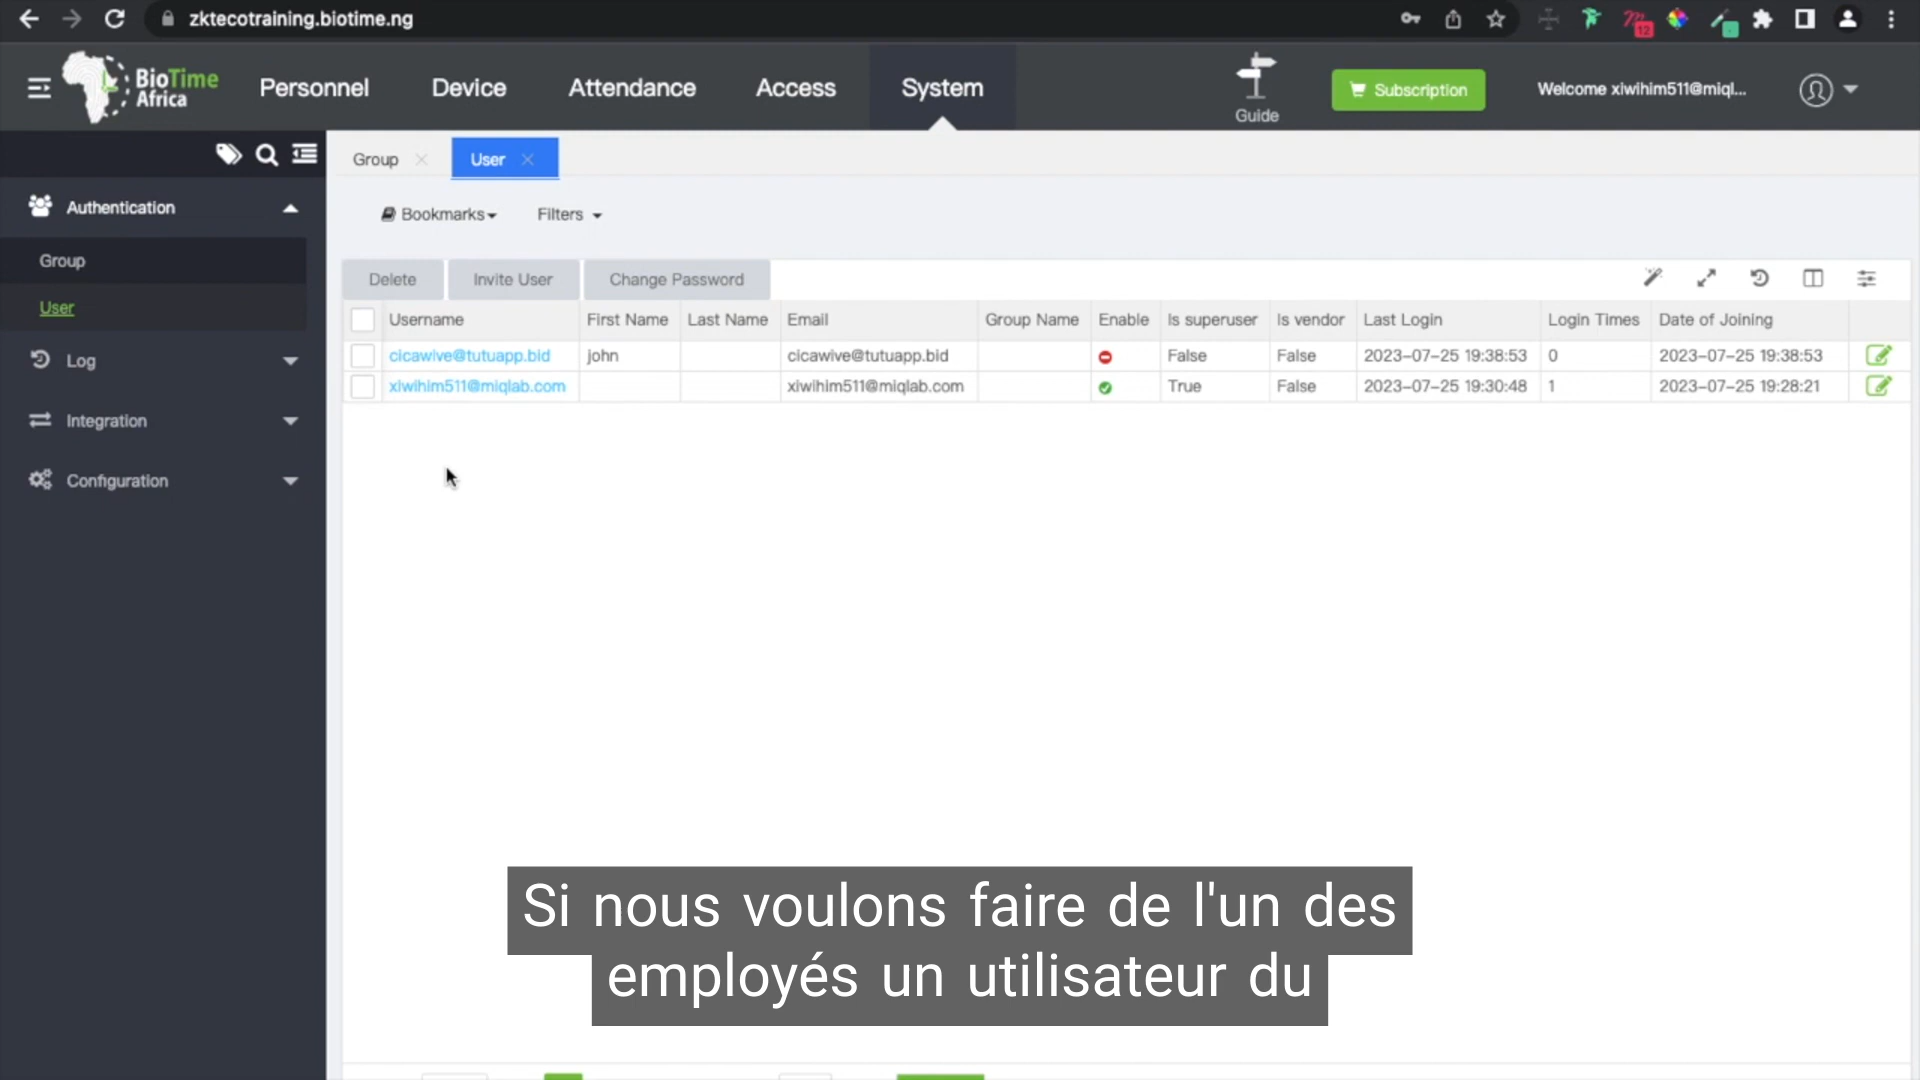 zktecotraining.biotime.ng
12
BioTime
Africa
Personnel
Device
Attendance
Access
System
Guide
Subscription
Welcome xiwihim511@miql...
Authentication
Group
User
Log
Integration
Configuration
Group
User
Bookmarks
Filters
Delete
Invite User
Change Password
Username First Name Last Name Email Group Name Enable Is superuser Is vendor Last Login Login Times Date of Joining
cicawive@tutuapp.bid john cicawive@tutuapp.bid False False 2023-07-25 19:38:53 0 2023-07-25 19:38:53
xiwihim511@miqlab.com xiwihim511@miqlab.com True False 2023-07-25 19:30:48 1 2023-07-25 19:28:21
Si nous voulons faire de l'un des
employés un utilisateur du